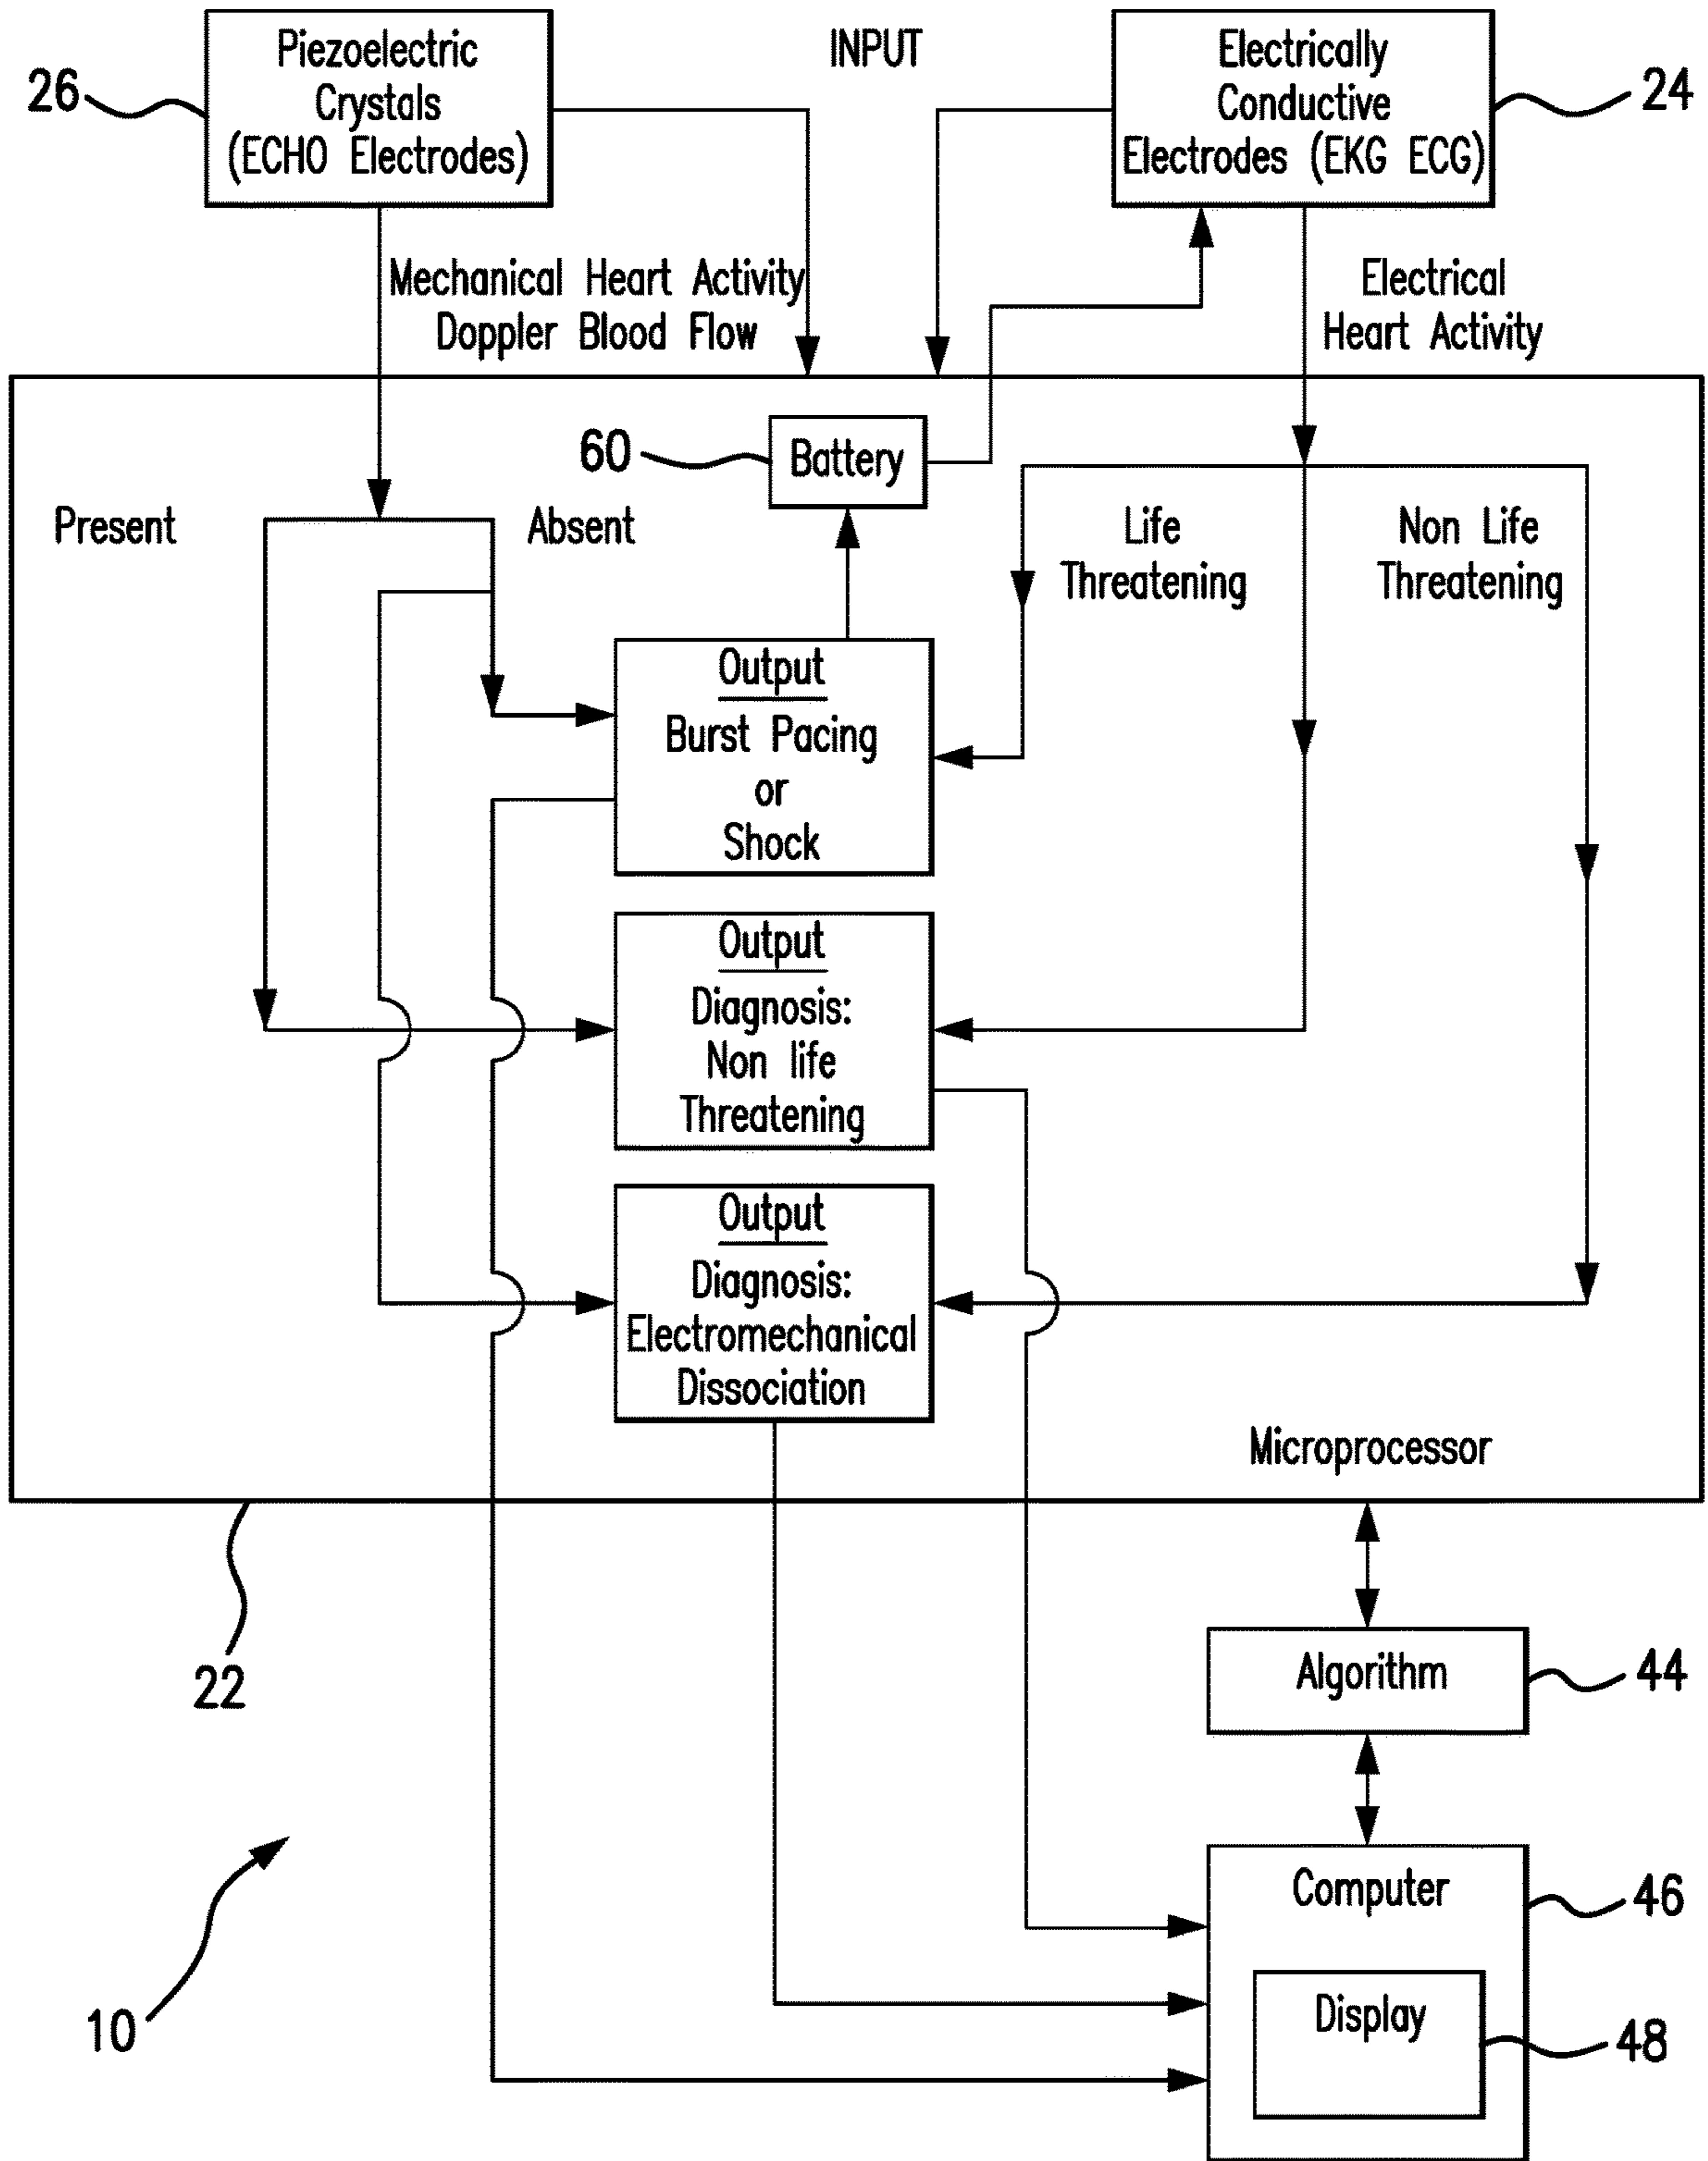 Piezoelectric
Crystals
(ECHO Electrodes)
26
INPUT
Electrically
Conductive
Electrodes (EKG ECG)
24
Mechanical Heart Activity
Doppler Blood Flow
Electrical
Heart Activity
60
Battery
Present
Absent
Life
Threatening
Non Life
Threatening
Output
Burst Pacing
or
Shock
Output
Diagnosis:
Non life
Threatening
Output
Diagnosis:
Electromechanical
Dissociation
Microprocessor
22
Algorithm
44
Computer
46
Display
48
10